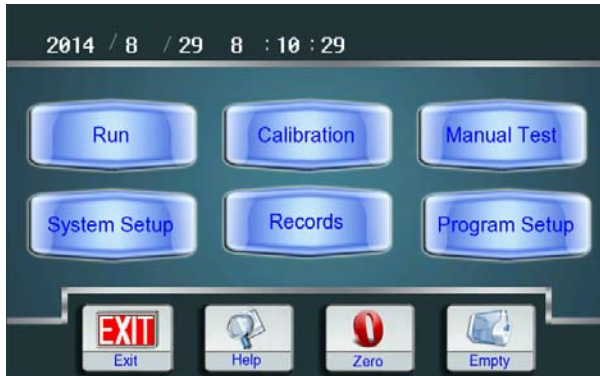 2014 / 8 / 29 8 : 10 : 29
Run Calibration Manual Test
System Setup Records Program Setup
EXIT
Exit Help Zero Empty